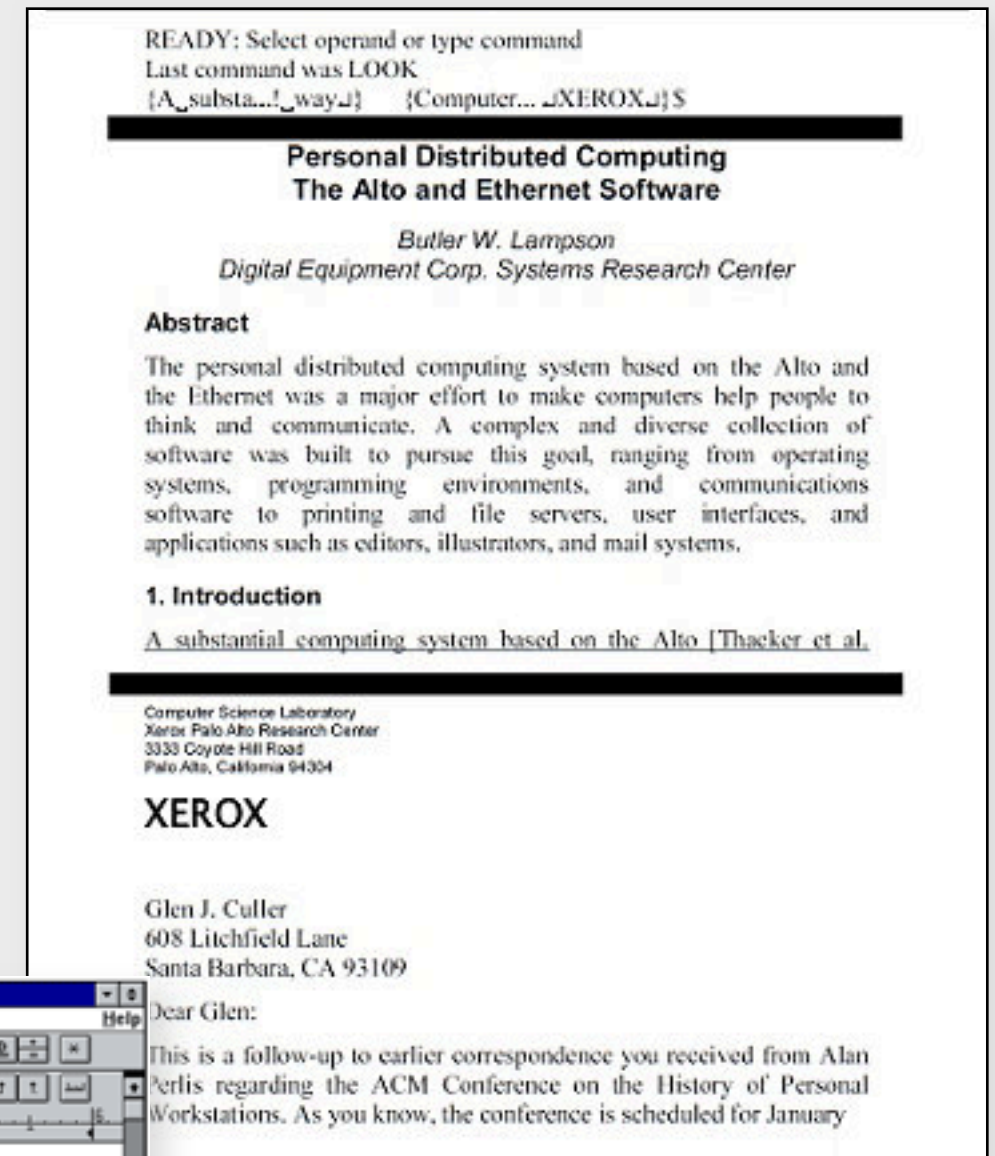 READY: Select operand or type command
Last command was LOOK
{A␣substa...!␣way⏎} {Computer... ⏎XEROX⏎}$
Personal Distributed Computing
The Alto and Ethernet Software
Butler W. Lampson
Digital Equipment Corp. Systems Research Center
Abstract
The personal distributed computing system based on the Alto and
the Ethernet was a major effort to make computers help people to
think and communicate. A complex and diverse collection of
software was built to pursue this goal, ranging from operating
systems, programming environments, and communications
software to printing and file servers, user interfaces, and
applications such as editors, illustrators, and mail systems.
1. Introduction
A substantial computing system based on the Alto [Thacker et al.
Computer Science Laboratory
Xerox Palo Alto Research Center
3333 Coyote Hill Road
Palo Alto, California 94304
XEROX
Glen J. Culler
608 Litchfield Lane
Santa Barbara, CA 93109
Dear Glen:
This is a follow-up to earlier correspondence you received from Alan
Perlis regarding the ACM Conference on the History of Personal
Workstations. As you know, the conference is scheduled for January
Help